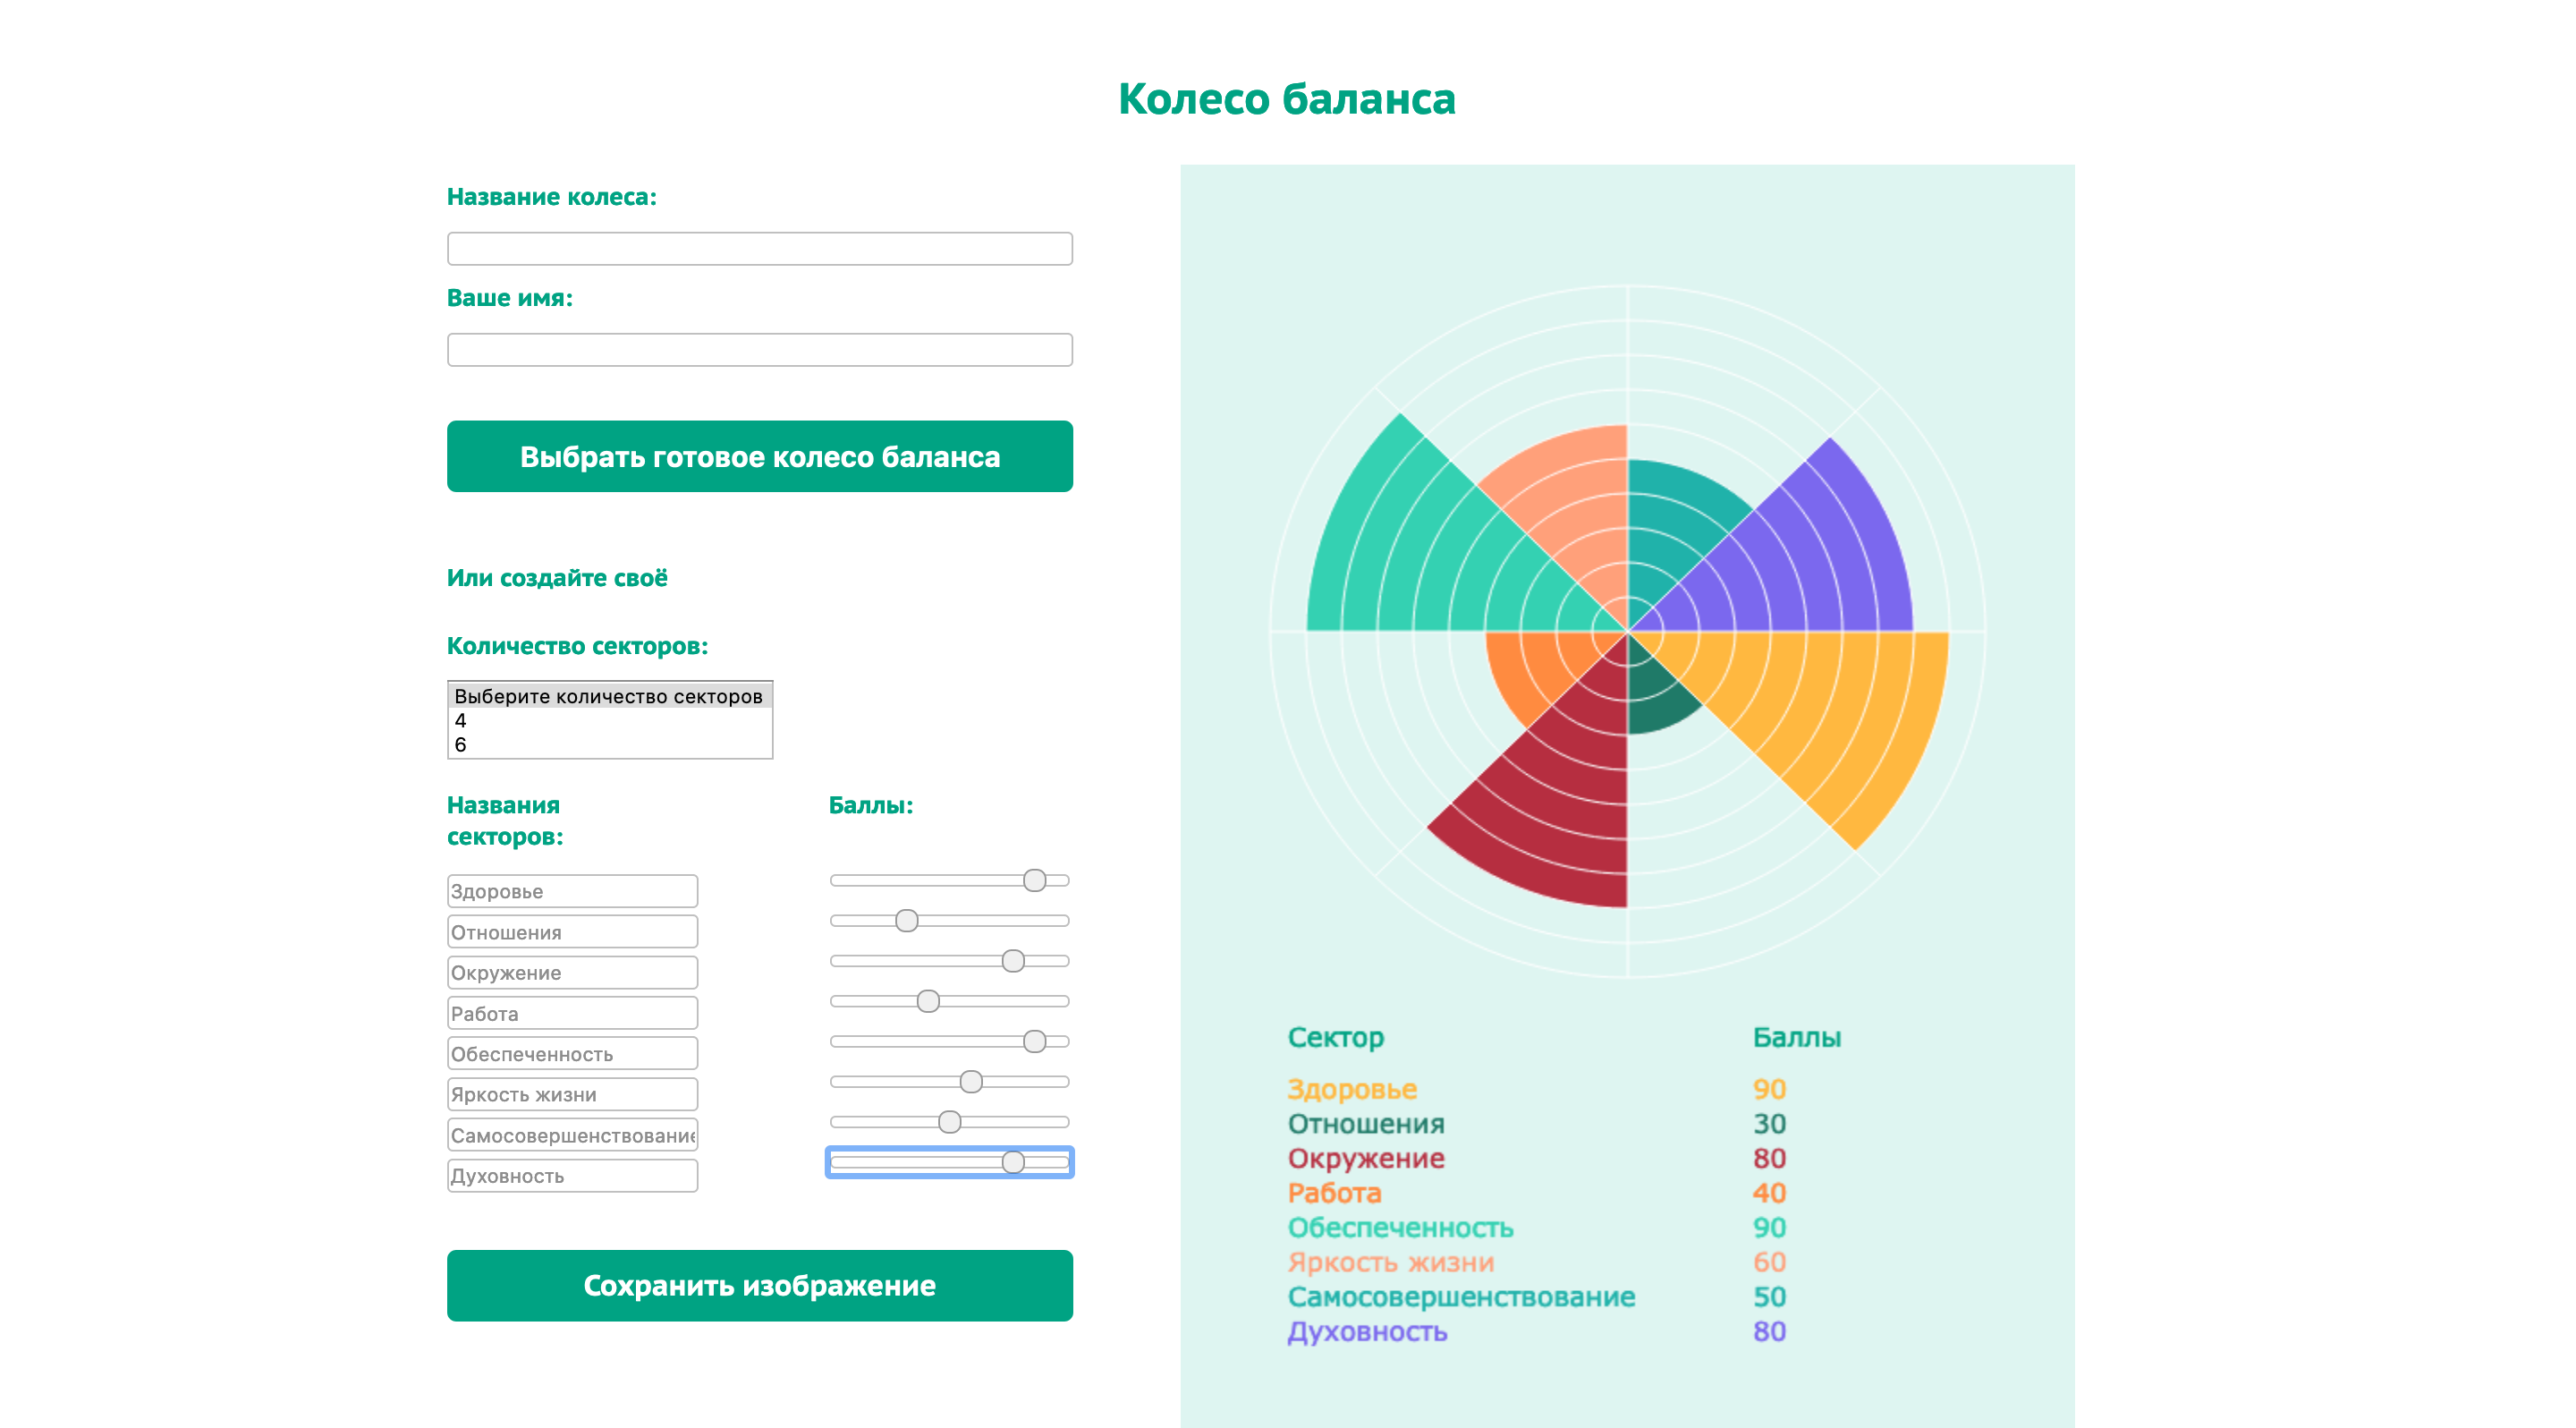 Колесо баланса
Название колеса:
Ваше имя:
Выбрать готовое колесо баланса
Или создайте своё
Количество секторов:
Выберите количество секторов
4
6
Названия
секторов:
Баллы:
Здоровье
Отношения
Окружение
Работа
Обеспеченность
Яркость жизни
Самосовершенствование
Духовность
Сохранить изображение
Сектор Баллы
Здоровье 90
Отношения 30
Окружение 80
Работа 40
Обеспеченность 90
Яркость жизни 60
Самосовершенствование 50
Духовность 80